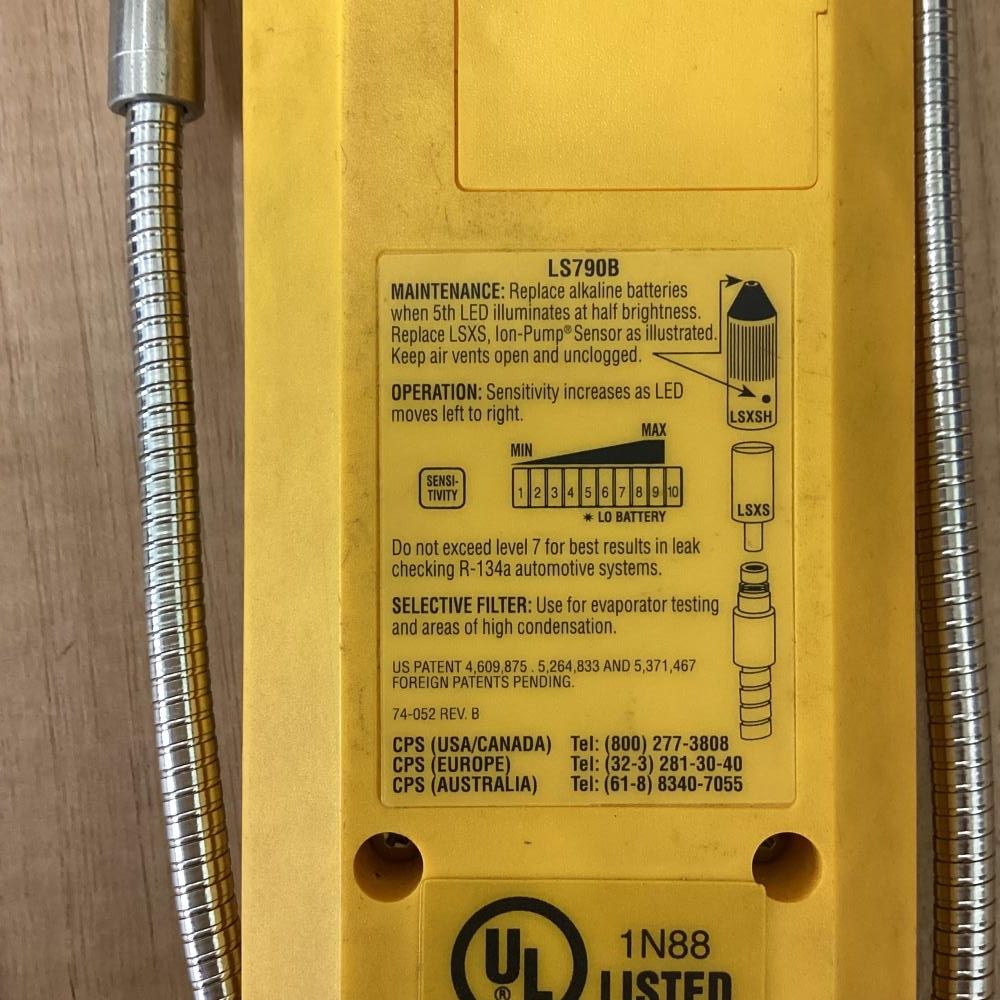 LS790B
MAINTENANCE: Replace alkaline batteries
when 5th LED illuminates at half brightness.
Replace LSXS, Ion-Pump® Sensor as illustrated.
Keep air vents open and unclogged.
LSXSH
OPERATION: Sensitivity increases as LED
moves left to right.
MIN MAX
SENSI-
TIVITY
1 2 3 4 5 6 7 8 9 10
✷ LO BATTERY
LSXS
Do not exceed level 7 for best results in leak
checking R-134a automotive systems.
SELECTIVE FILTER: Use for evaporator testing
and areas of high condensation.
US PATENT 4,609,875 . 5,264,833 AND 5,371,467
FOREIGN PATENTS PENDING.
74-052 REV. B
CPS (USA/CANADA) Tel: (800) 277-3808
CPS (EUROPE) Tel: (32-3) 281-30-40
CPS (AUSTRALIA) Tel: (61-8) 8340-7055
UL ®
1N88
LISTED